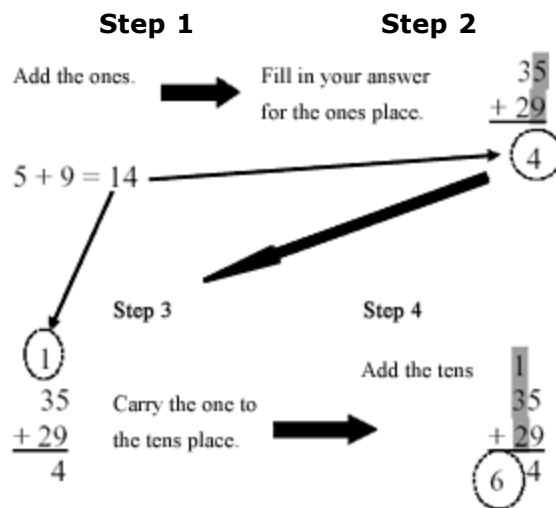 Step 1
Step 2
Add the ones.
Fill in your answer
for the ones place.
35
+ 29
4
5 + 9 = 14
Step 3
Step 4
1
35
+ 29
4
Carry the one to
the tens place.
Add the tens
1
35
+ 29
64